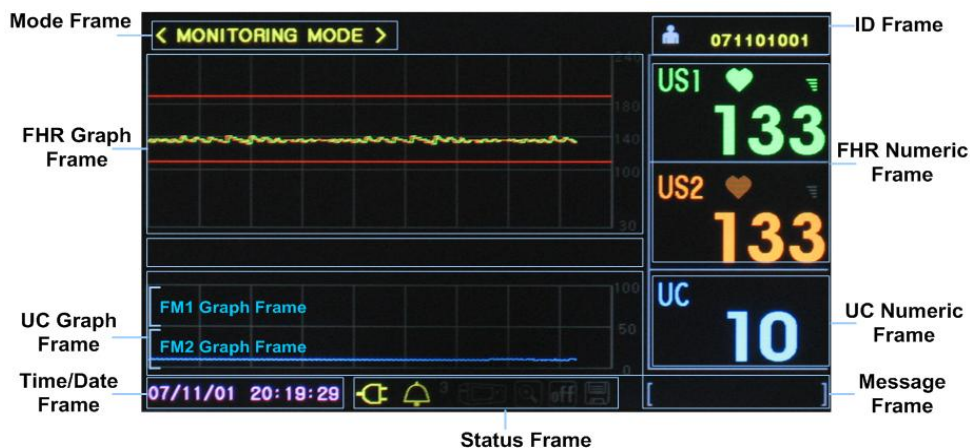 Mode Frame
< MONITORING MODE >
071101001
ID Frame
240
180
140
100
30
FHR Graph
Frame
US1
133
US2
133
FHR Numeric
Frame
100
50
0
FM1 Graph Frame
FM2 Graph Frame
UC Graph
Frame
UC
10
UC Numeric
Frame
Time/Date
Frame
07/11/01 20:19:29
3
off
[ ]
Message
Frame
Status Frame